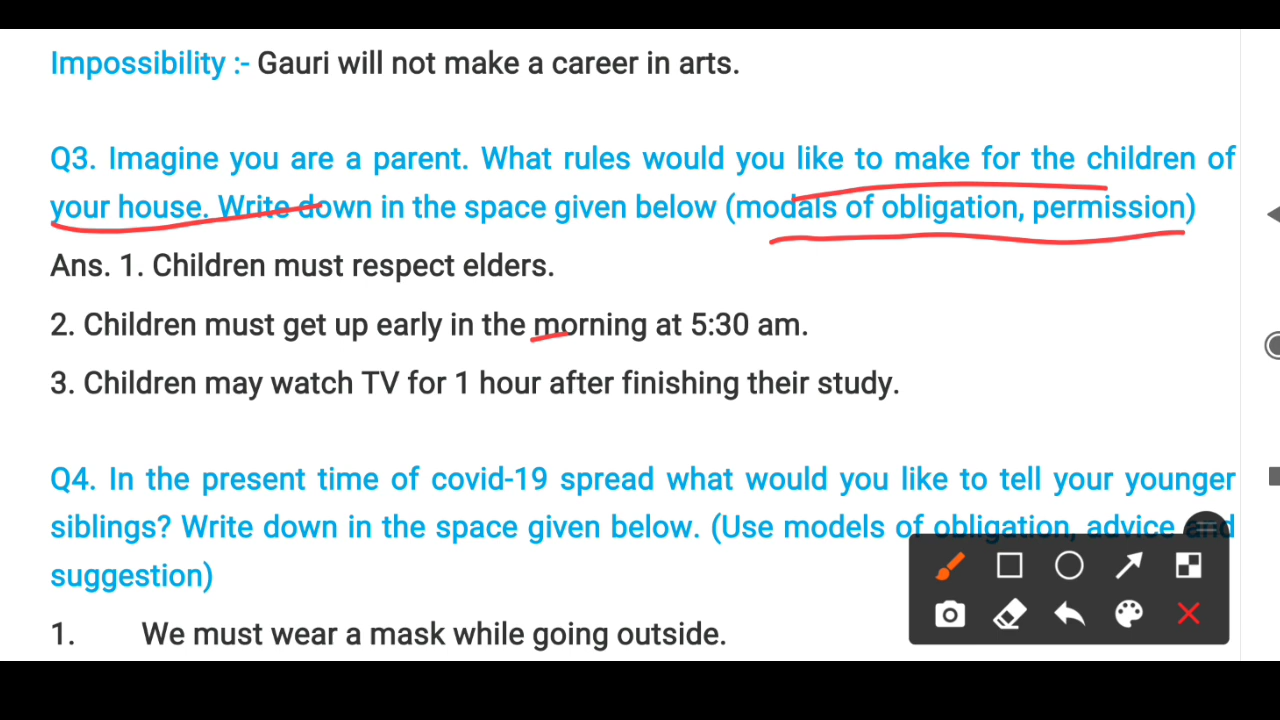 Impossibility :- Gauri will not make a career in arts.
Q3. Imagine you are a parent. What rules would you like to make for the children of
your house. Write down in the space given below (modals of obligation, permission)
Ans. 1. Children must respect elders.
2. Children must get up early in the morning at 5:30 am.
3. Children may watch TV for 1 hour after finishing their study.
Q4. In the present time of covid-19 spread what would you like to tell your younger
siblings? Write down in the space given below. (Use models of obligation, advice and
suggestion)
1. We must wear a mask while going outside.